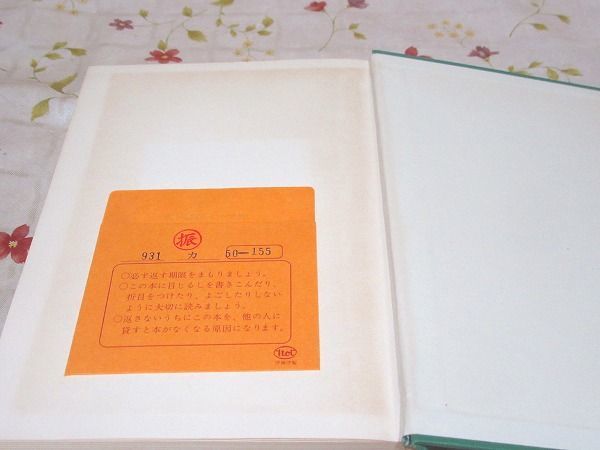 振
931 カ 50-155
○必ず返す期限をまもりましょう。
○この本に目じるしを書きこんだり、
折目をつけたり、よごしたりしない
ように大切に読みましょう。
○返さないうちにこの本を、他の人に
貸すと本がなくなる原因になります。
itoi